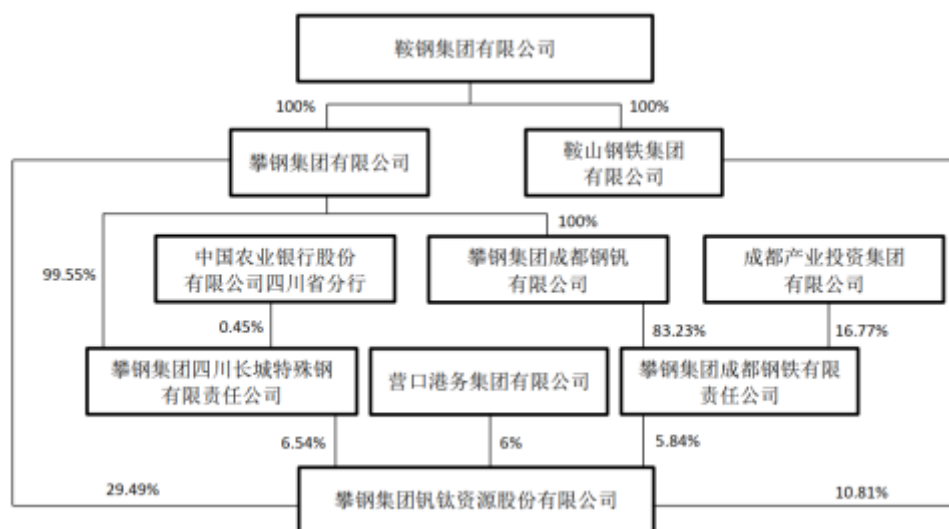 鞍钢集团有限公司
100%
100%
攀钢集团有限公司
鞍山钢铁集团
有限公司
100%
99.55%
中国农业银行股份
有限公司四川省分行
攀钢集团成都钢钒
有限公司
成都产业投资集团
有限公司
0.45%
83.23%
16.77%
攀钢集团四川长城特殊钢
有限责任公司
营口港务集团有限公司
攀钢集团成都钢铁有限
责任公司
6.54%
6%
5.84%
29.49%
攀钢集团钒钛资源股份有限公司
10.81%